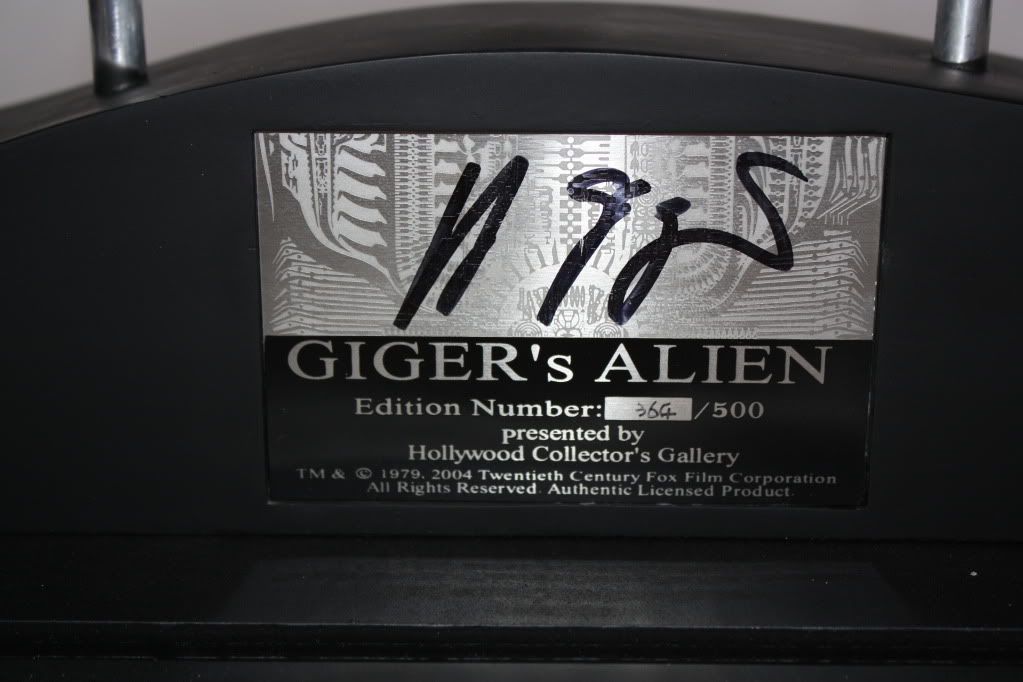 GIGER's ALIEN
Edition Number: 364 /500
presented by
Hollywood Collector's Gallery
TM & © 1979, 2004 Twentieth Century Fox Film Corporation
All Rights Reserved. Authentic Licensed Product.